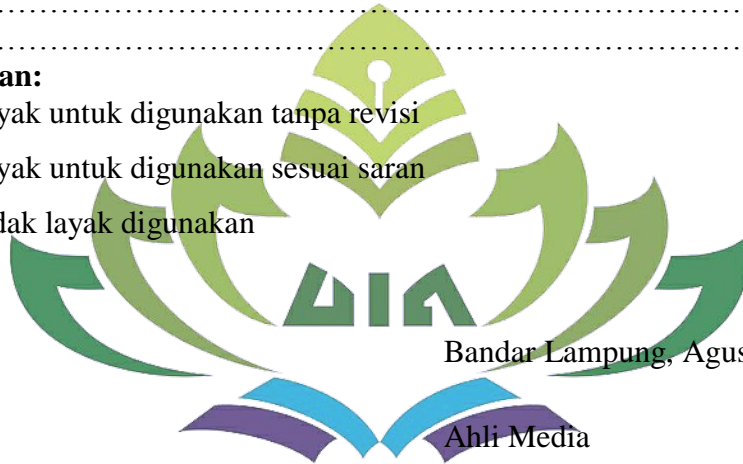 ................................................................................
................................................................................
an:
yak untuk digunakan tanpa revisi
yak untuk digunakan sesuai saran
dak layak digunakan
UIN
Bandar Lampung, Agus
Ahli Media